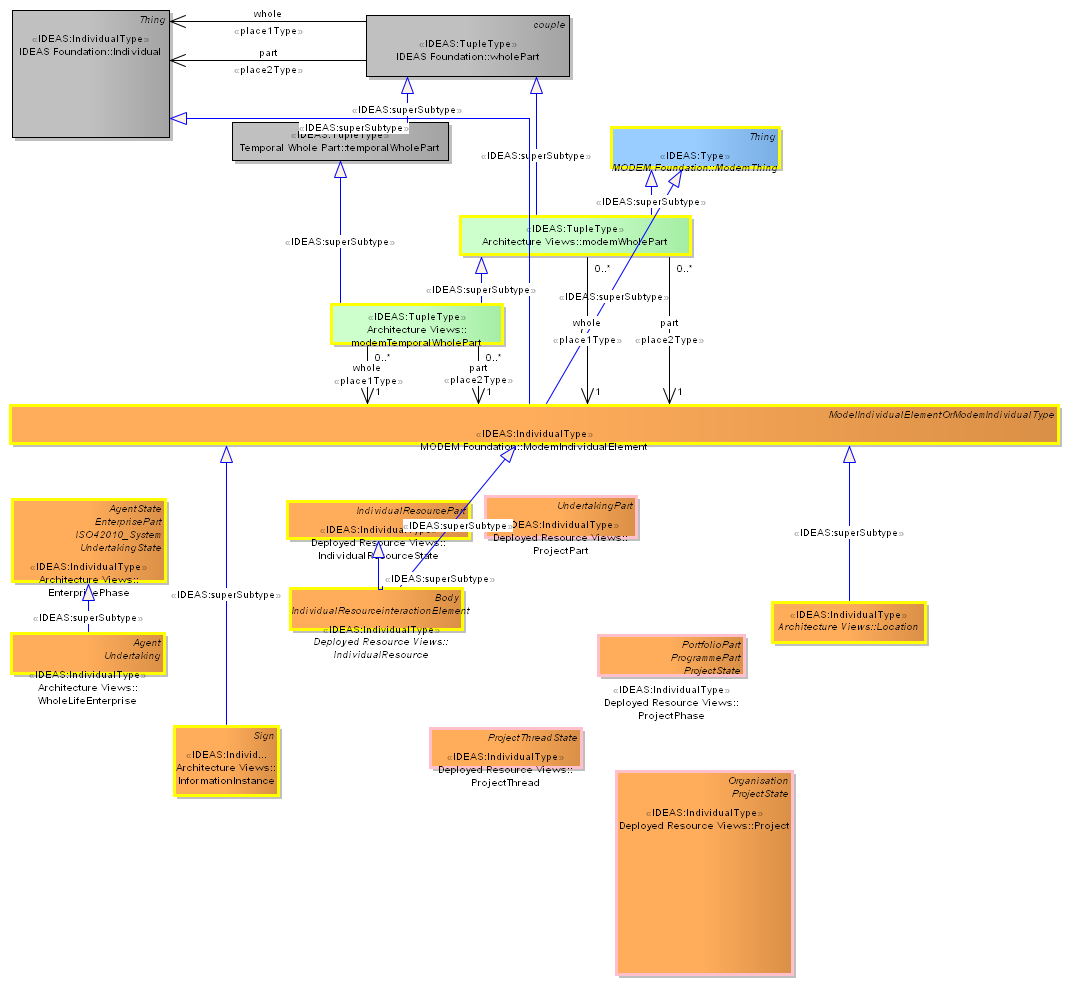 Thing
«IDEAS:IndividualType»
IDEAS Foundation::Individual
whole
«place1Type»
part
«place2Type»
couple
«IDEAS:TupleType»
IDEAS Foundation::wholePart
«IDEAS:superSubtype»
«IDEAS:superSubtype»
«IDEAS:TupleType»
Temporal Whole Part::temporalWholePart
«IDEAS:superSubtype»
Thing
«IDEAS:Type»
MODEM Foundation::ModemThing
«IDEAS:superSubtype»
«IDEAS:TupleType»
Architecture Views::modemWholePart
«IDEAS:superSubtype»
0..*
0..*
«IDEAS:superSubtype»
«IDEAS:superSubtype»
«IDEAS:TupleType»
Architecture Views::
modemTemporalWholePart
whole
«place1Type»
part
«place2Type»
0..*
whole
«place1Type»
0..*
part
«place2Type»
1
1
1
1
ModelIndividualElementOrModemIndividualType
«IDEAS:IndividualType»
MODEM Foundation::ModemIndividualElement
AgentState
EnterprisePart
ISO42010_System
UndertakingState
«IDEAS:IndividualType»
Architecture Views::
EnterprisePhase
«IDEAS:superSubtype»
Agent
Undertaking
«IDEAS:IndividualType»
Architecture Views::
WholeLifeEnterprise
«IDEAS:superSubtype»
IndividualResourcePart
Deployed Resource Views::
IndividualResourceState
«IDEAS:superSubtype»
UndertakingPart
Deployed Resource Views::
ProjectPart
«IDEAS:superSubtype»
Body
IndividualResourceinteractionElement
«IDEAS:IndividualType»
Deployed Resource Views::
IndividualResource
«IDEAS:superSubtype»
«IDEAS:IndividualType»
Architecture Views::Location
PortfolioPart
ProgrammePart
ProjectState
«IDEAS:IndividualType»
Deployed Resource Views::
ProjectPhase
Sign
«IDEAS:Individ...
Architecture Views::
InformationInstance
ProjectThreadState
«IDEAS:IndividualType»
Deployed Resource Views::
ProjectThread
Organisation
ProjectState
«IDEAS:IndividualType»
Deployed Resource Views::Project